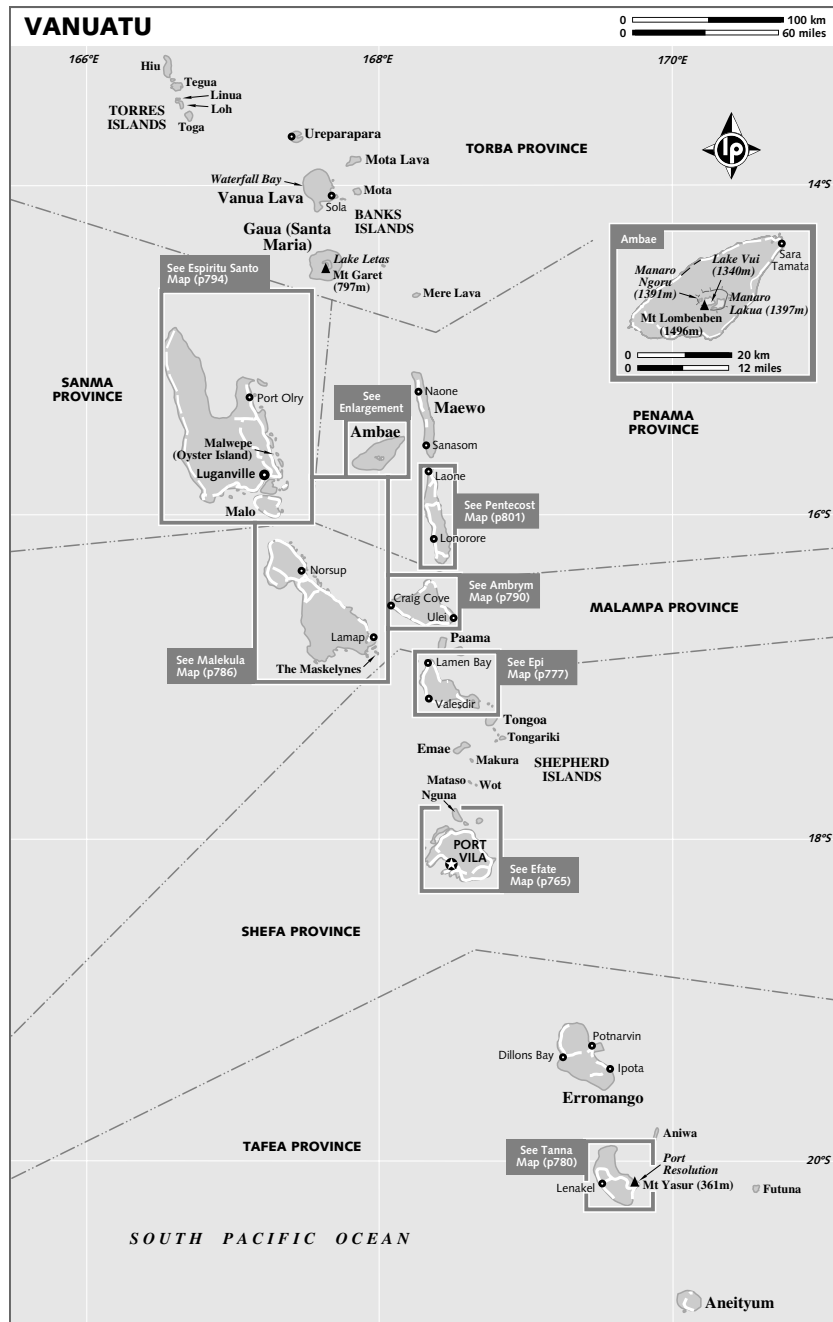 VANUATU
0 100 km
0 60 miles
166°E
168°E
170°E
Hiu
Tegua
Linua
Loh
TORRES
ISLANDS
Toga
Ureparapara
Mota Lava
TORBA PROVINCE
lp
Waterfall Bay
Vanua Lava
Mota
Sola
BANKS
ISLANDS
14°S
Gaua (Santa
Maria)
Lake Letas
Mt Garet
(797m)
Mere Lava
Ambae
Sara
Tamata
Lake Vui
(1340m)
Manaro
Ngoru
(1391m)
Manaro
Lakua (1397m)
Mt Lombenben
(1496m)
0 20 km
0 12 miles
See Espiritu Santo
Map (p794)
SANMA
PROVINCE
Port Olry
Malwepe
(Oyster Island)
Luganville
Malo
See
Enlargement
Ambae
Naone
Maewo
Sanasom
PENAMA
PROVINCE
Laone
See Pentecost
Map (p801)
Lonorore
16°S
Norsup
Craig Cove
See Ambrym
Map (p790)
Ulei
MALAMPA PROVINCE
Lamap
Paama
See Malekula
Map (p786)
The Maskelynes
Lamen Bay
See Epi
Map (p777)
Valesdir
Tongoa
Tongariki
Emae
Makura
SHEPHERD
ISLANDS
Mataso
Wot
Nguna
PORT
VILA
18°S
See Efate
Map (p765)
SHEFA PROVINCE
Potnarvin
Dillons Bay
Ipota
Erromango
TAFEA PROVINCE
Aniwa
See Tanna
Map (p780)
Port
Resolution
20°S
Lenakel
Mt Yasur (361m)
Futuna
SOUTH PACIFIC OCEAN
Aneityum